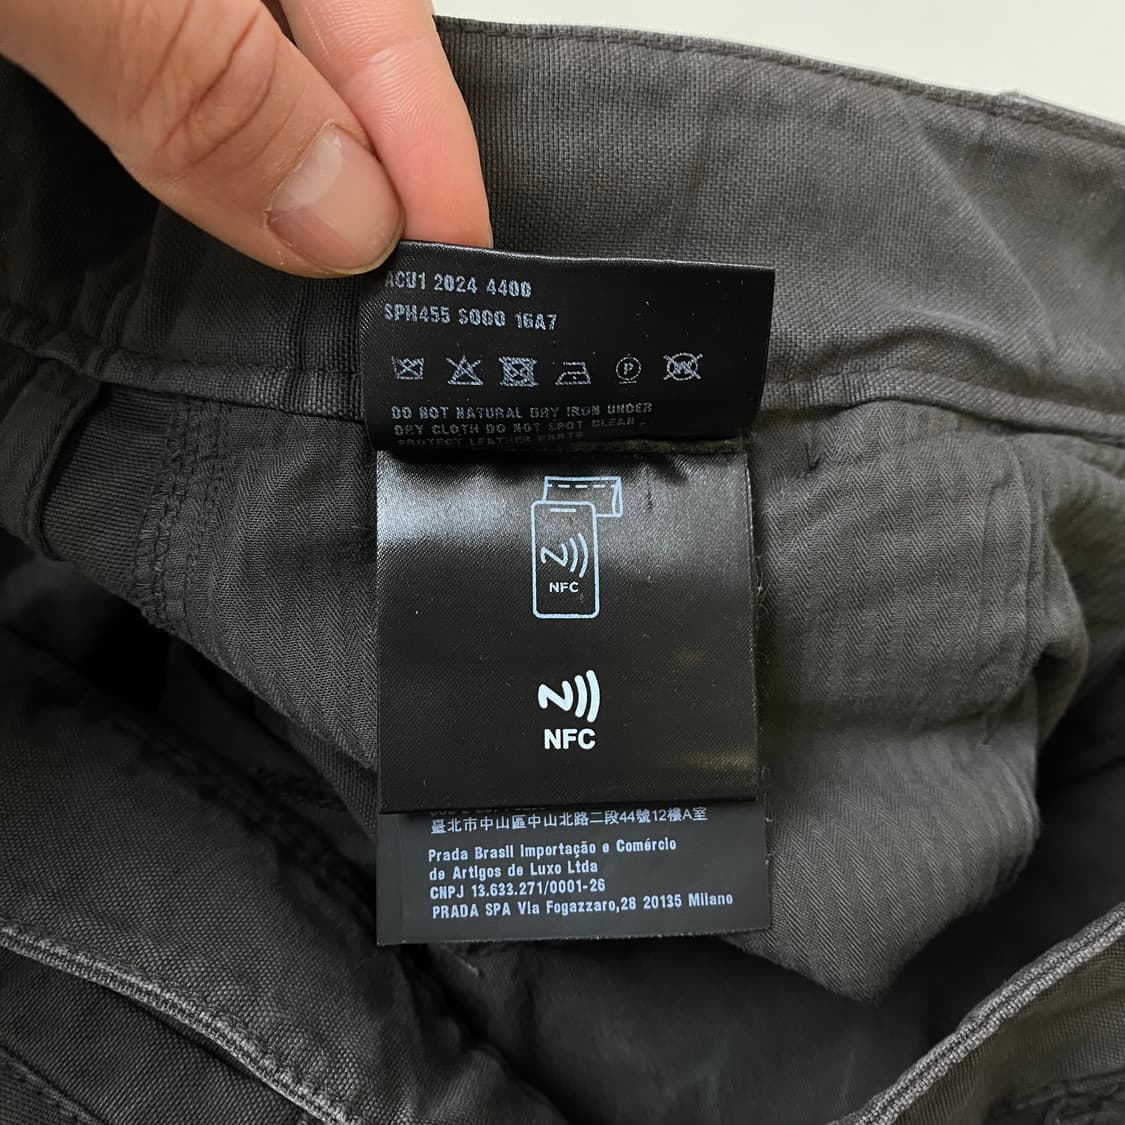 ACU1 2024 4400
SPH455 S000 16A7
P
DO NOT NATURAL DRY IRON UNDER
DRY CLOTH DO NOT SPOT CLEAN.
PROTECT LEATHER PARTS
NFC
NFC
臺北市中山區中山北路二段44號12樓A室
Prada Brasil Importação e Comércio
de Artigos de Luxo Ltda
CNPJ 13.633.271/0001-26
PRADA SPA Via Fogazzaro,28 20135 Milano